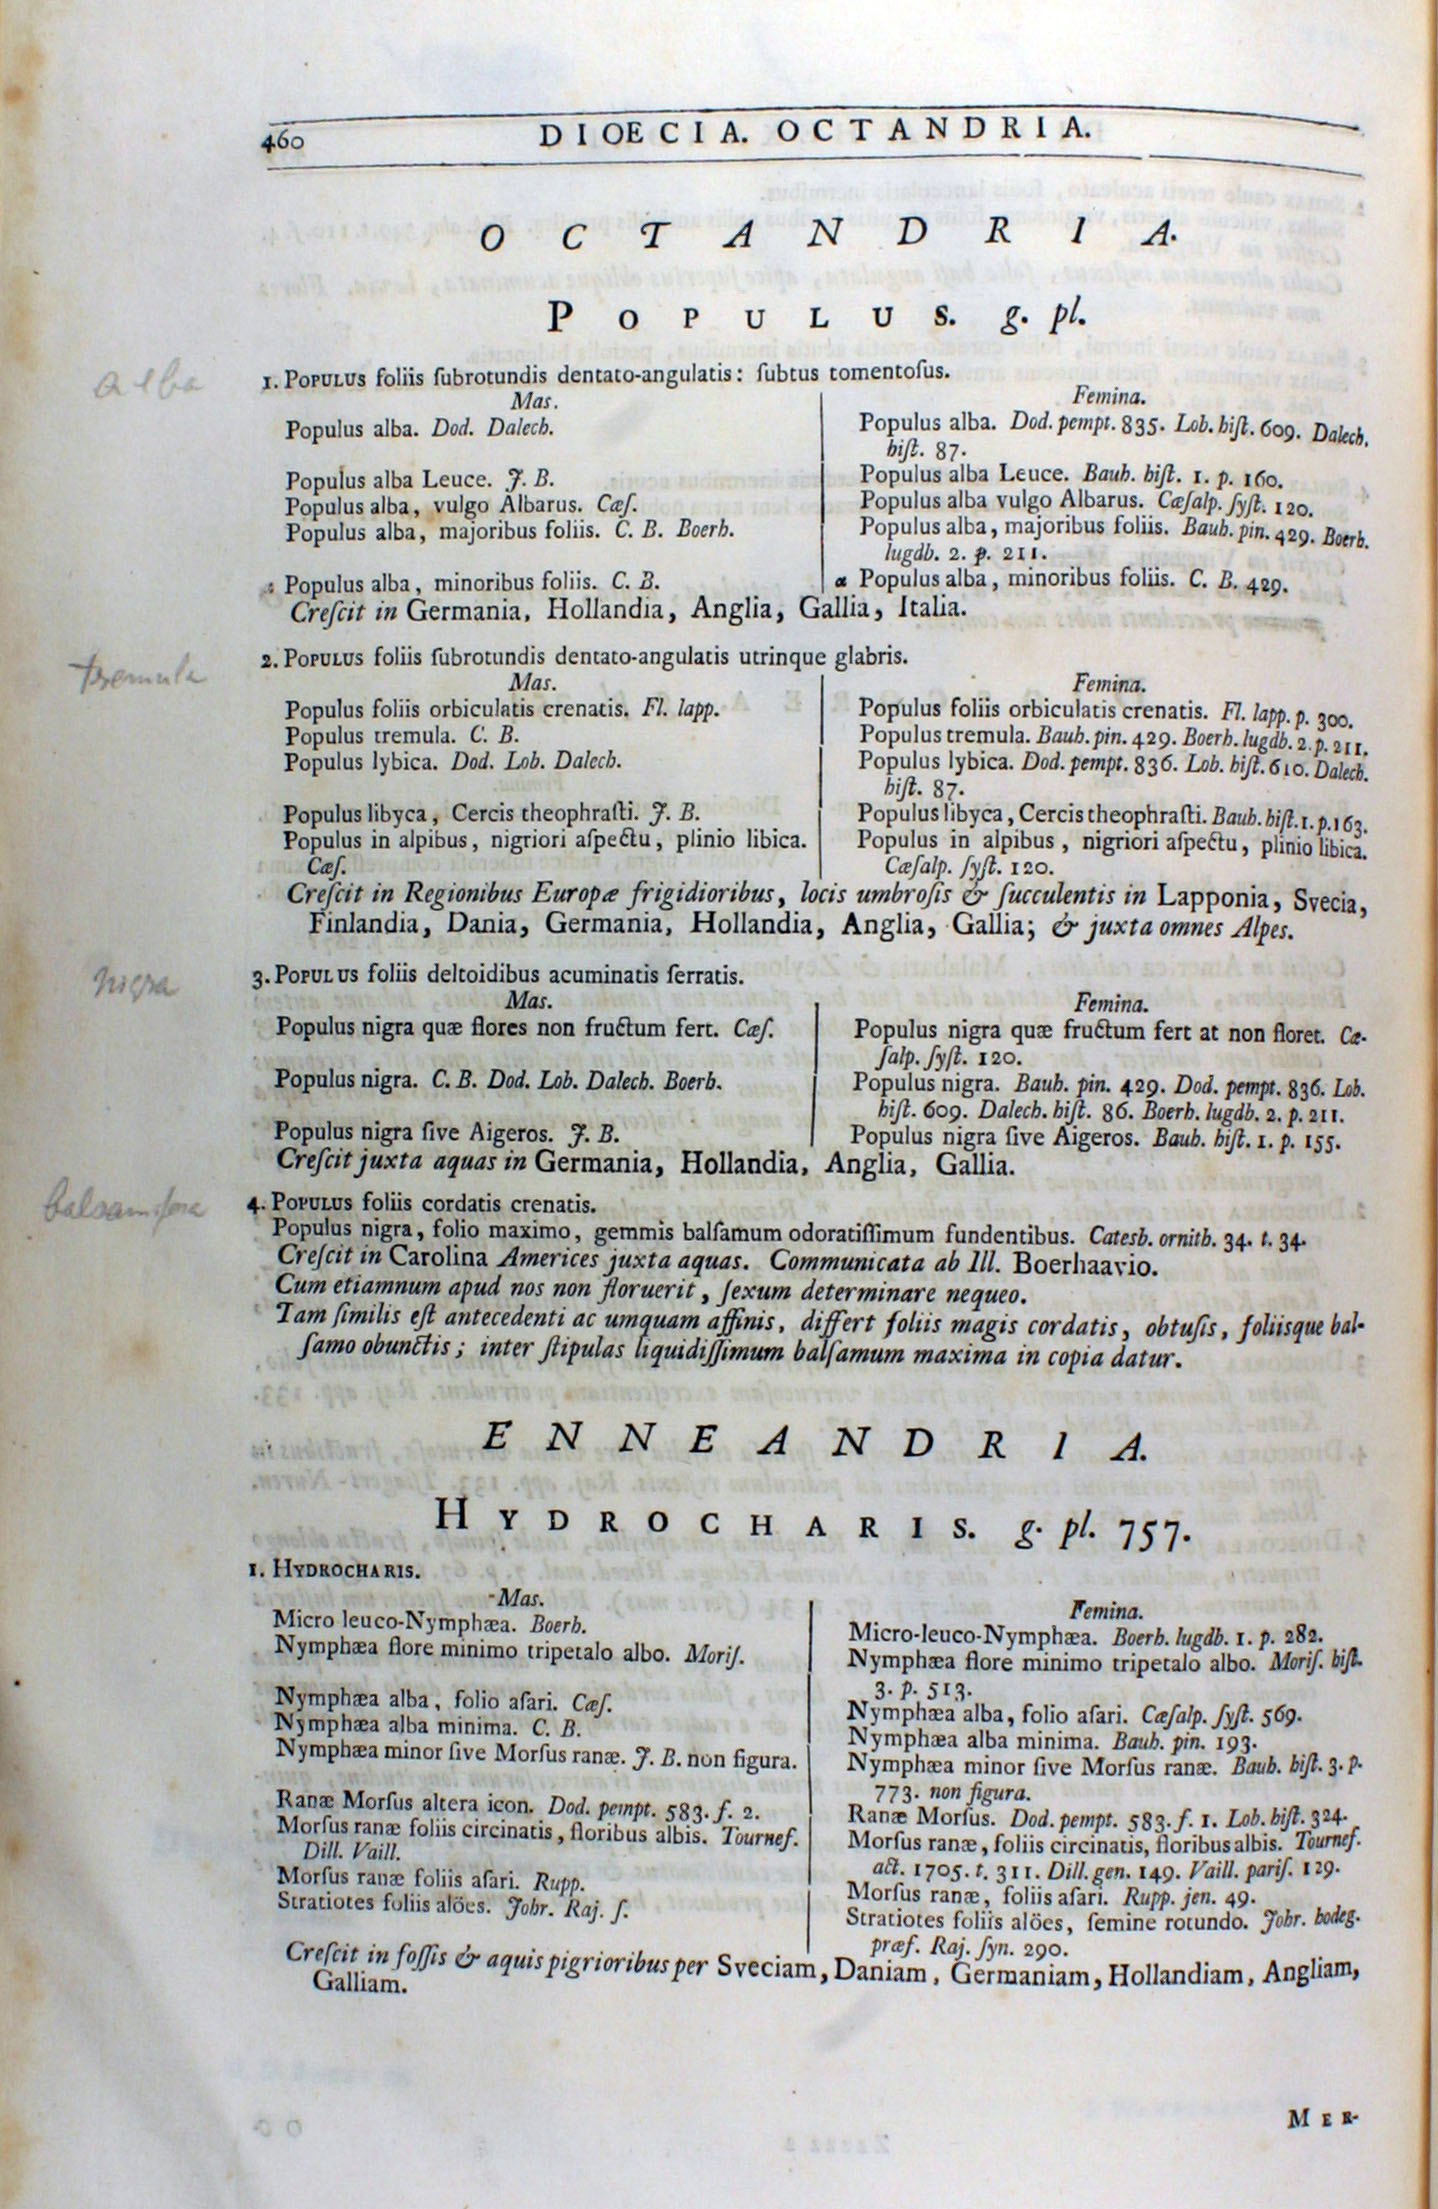 460
DIOECIA. OCTANDRIA.
OCTANDRIA.
POPULUS. g. pl.
alba
1. POPULUS foliis ſubrotundis dentato-angulatis: ſubtus tomentoſus.
Mas.
Populus alba. Dod. Dalech.
Populus alba Leuce. J. B.
Populus alba, vulgo Albarus. Cæſ.
Populus alba, majoribus foliis. C. B. Boerh.
Populus alba, minoribus foliis. C. B.
Femina.
Populus alba. Dod. pempt. 835. Lob. hiſt. 609. Dalech.
hiſt. 87.
Populus alba Leuce. Bauh. hiſt. 1. p. 160.
Populus alba vulgo Albarus. Cæſalp. ſyſt. 120.
Populus alba, majoribus foliis. Bauh. pin. 429. Boerh.
lugdb. 2. p. 211.
α Populus alba, minoribus foliis. C. B. 429.
Creſcit in Germania, Hollandia, Anglia, Gallia, Italia.
tremula
2. POPULUS foliis ſubrotundis dentato-angulatis utrinque glabris.
Mas.
Populus foliis orbiculatis crenatis. Fl. lapp.
Populus tremula. C. B.
Populus lybica. Dod. Lob. Dalech.
Populus libyca, Cercis theophraſti. J. B.
Populus in alpibus, nigriori aſpectu, plinio libica.
Cæſ.
Femina.
Populus foliis orbiculatis crenatis. Fl. lapp. p. 300.
Populus tremula. Bauh. pin. 429. Boerh. lugdb. 2. p. 211.
Populus lybica. Dod. pempt. 836. Lob. hiſt. 610. Dalech.
hiſt. 87.
Populus libyca, Cercis theophraſti. Bauh. hiſt. 1. p. 163.
Populus in alpibus, nigriori aſpectu, plinio libica.
Cæſalp. ſyſt. 120.
Creſcit in Regionibus Europæ frigidioribus, locis umbroſis & ſucculentis in Lapponia, Svecia,
Finlandia, Dania, Germania, Hollandia, Anglia, Gallia; & juxta omnes Alpes.
nigra
3. POPULUS foliis deltoidibus acuminatis ſerratis.
Mas.
Populus nigra quæ flores non fructum fert. Cæſ.
Populus nigra. C. B. Dod. Lob. Dalech. Boerh.
Populus nigra ſive Aigeros. J. B.
Femina.
Populus nigra quæ fructum fert at non floret. Cæ-
ſalp. ſyſt. 120.
Populus nigra. Bauh. pin. 429. Dod. pempt. 836. Lob.
hiſt. 609. Dalech. hiſt. 86. Boerh. lugdb. 2. p. 211.
Populus nigra ſive Aigeros. Bauh. hiſt. 1. p. 155.
Creſcit juxta aquas in Germania, Hollandia, Anglia, Gallia.
balsamifera
4. POPULUS foliis cordatis crenatis.
Populus nigra, folio maximo, gemmis balſamum odoratiſſimum fundentibus. Catesb. ornith. 34. t. 34.
Creſcit in Carolina Americes juxta aquas. Communicata ab Ill. Boerhaavio.
Cum etiamnum apud nos non floruerit, ſexum determinare nequeo.
Tam ſimilis eſt antecedenti ac umquam affinis, differt foliis magis cordatis, obtuſis, foliisque bal-
ſamo obunctis; inter ſtipulas liquidiſſimum balſamum maxima in copia datur.
ENNEANDRIA.
HYDROCHARIS. g. pl. 757.
1. HYDROCHARIS.
Mas.
Micro leuco-Nymphæa. Boerh.
Nymphæa flore minimo tripetalo albo. Moriſ.
Nymphæa alba, folio aſari. Cæſ.
Nymphæa alba minima. C. B.
Nymphæa minor ſive Morſus ranæ. J. B. non figura.
Ranæ Morſus altera icon. Dod. pempt. 583. f. 2.
Morſus ranæ foliis circinatis, floribus albis. Tournef.
Dill. Vaill.
Morſus ranæ foliis aſari. Rupp.
Stratiotes foliis alöes. Johr. Raj. ſ.
Femina.
Micro-leuco-Nymphæa. Boerh. lugdb. 1. p. 282.
Nymphæa flore minimo tripetalo albo. Moriſ. hiſt.
3. p. 513.
Nymphæa alba, folio aſari. Cæſalp. ſyſt. 569.
Nymphæa alba minima. Bauh. pin. 193.
Nymphæa minor ſive Morſus ranæ. Bauh. hiſt. 3. p.
773. non figura.
Ranæ Morſus. Dod. pempt. 583. f. 1. Lob. hiſt. 324.
Morſus ranæ, foliis circinatis, floribus albis. Tournef.
act. 1705. t. 311. Dill. gen. 149. Vaill. pariſ. 129.
Morſus ranæ, foliis aſari. Rupp. jen. 49.
Stratiotes foliis alöes, ſemine rotundo. Johr. hodeg.
præf. Raj. ſyn. 290.
Creſcit in foſſis & aquis pigrioribus per Sveciam, Daniam, Germaniam, Hollandiam, Angliam,
Galliam.
MER-